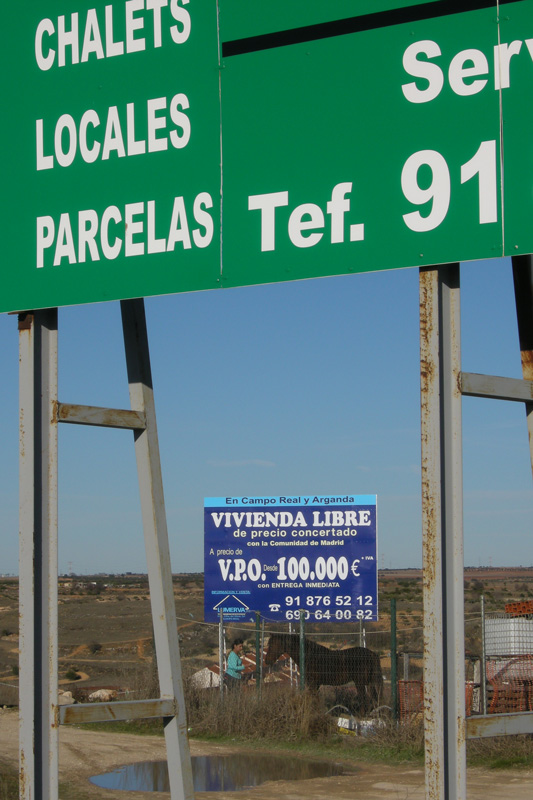 CHALETS
LOCALES
PARCELAS
Serv
Tef. 91
En Campo Real y Arganda
VIVIENDA LIBRE
de precio concertado
con la Comunidad de Madrid
A precio de
V.P.O. Desde 100.000 € + IVA
con ENTREGA INMEDIATA
91 876 52 12
690 64 00 82